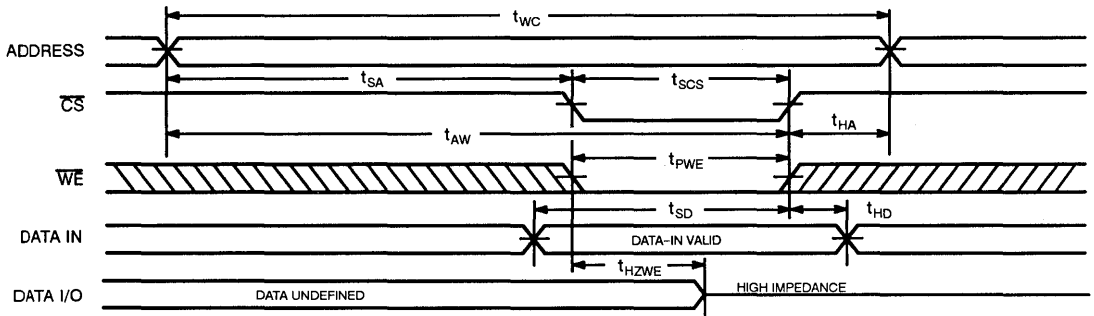 tWC
ADDRESS
tSA
tSCS
CS
tAW
tHA
tPWE
WE
tSD
tHD
DATA IN
DATA-IN VALID
tHZWE
DATA I/O
DATA UNDEFINED
HIGH IMPEDANCE